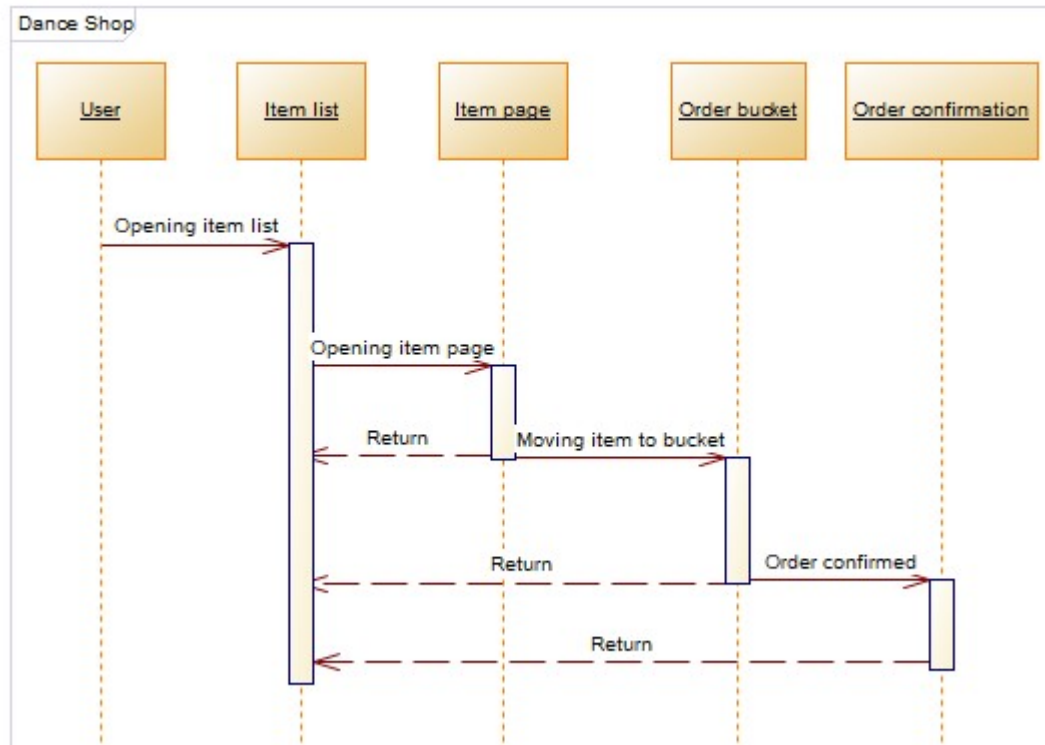 Dance Shop
User
Item list
Item page
Order bucket
Order confirmation
Opening item list
Opening item page
Return
Moving item to bucket
Return
Order confirmed
Return